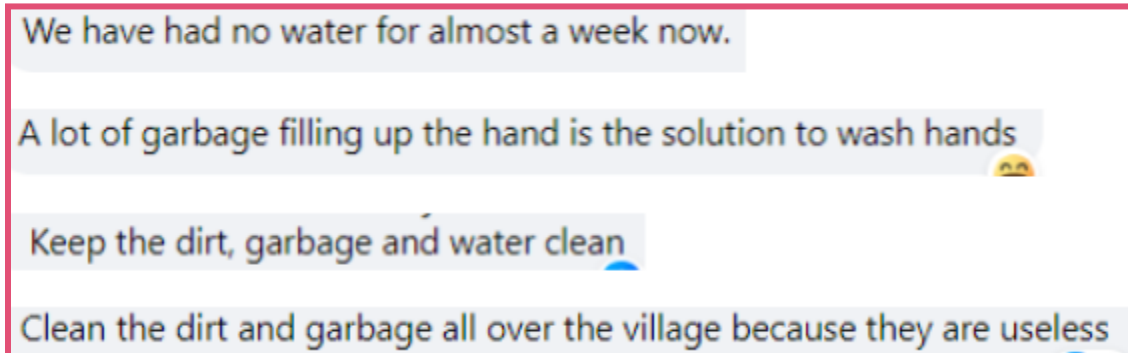 We have had no water for almost a week now.
A lot of garbage filling up the hand is the solution to wash hands
Keep the dirt, garbage and water clean
Clean the dirt and garbage all over the village because they are useless